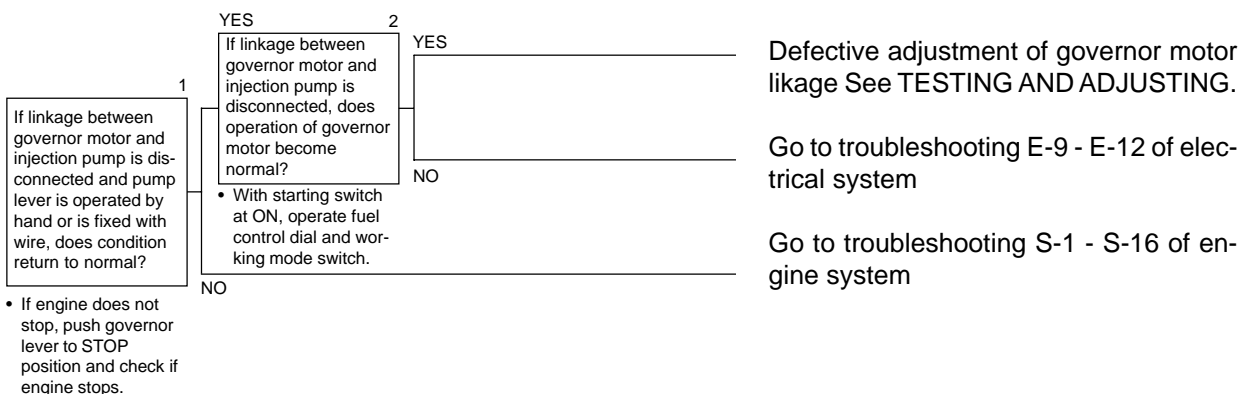 1
If linkage between
governor motor and
injection pump is dis-
connected and pump
lever is operated by
hand or is fixed with
wire, does condition
return to normal?
• If engine does not
stop, push governor
lever to STOP
position and check if
engine stops.
YES
2
If linkage between
governor motor and
injection pump is
disconnected, does
operation of governor
motor become
normal?
• With starting switch
at ON, operate fuel
control dial and wor-
king mode switch.
YES
Defective adjustment of governor motor
likage See TESTING AND ADJUSTING.
NO
Go to troubleshooting E-9 - E-12 of elec-
trical system
NO
Go to troubleshooting S-1 - S-16 of en-
gine system